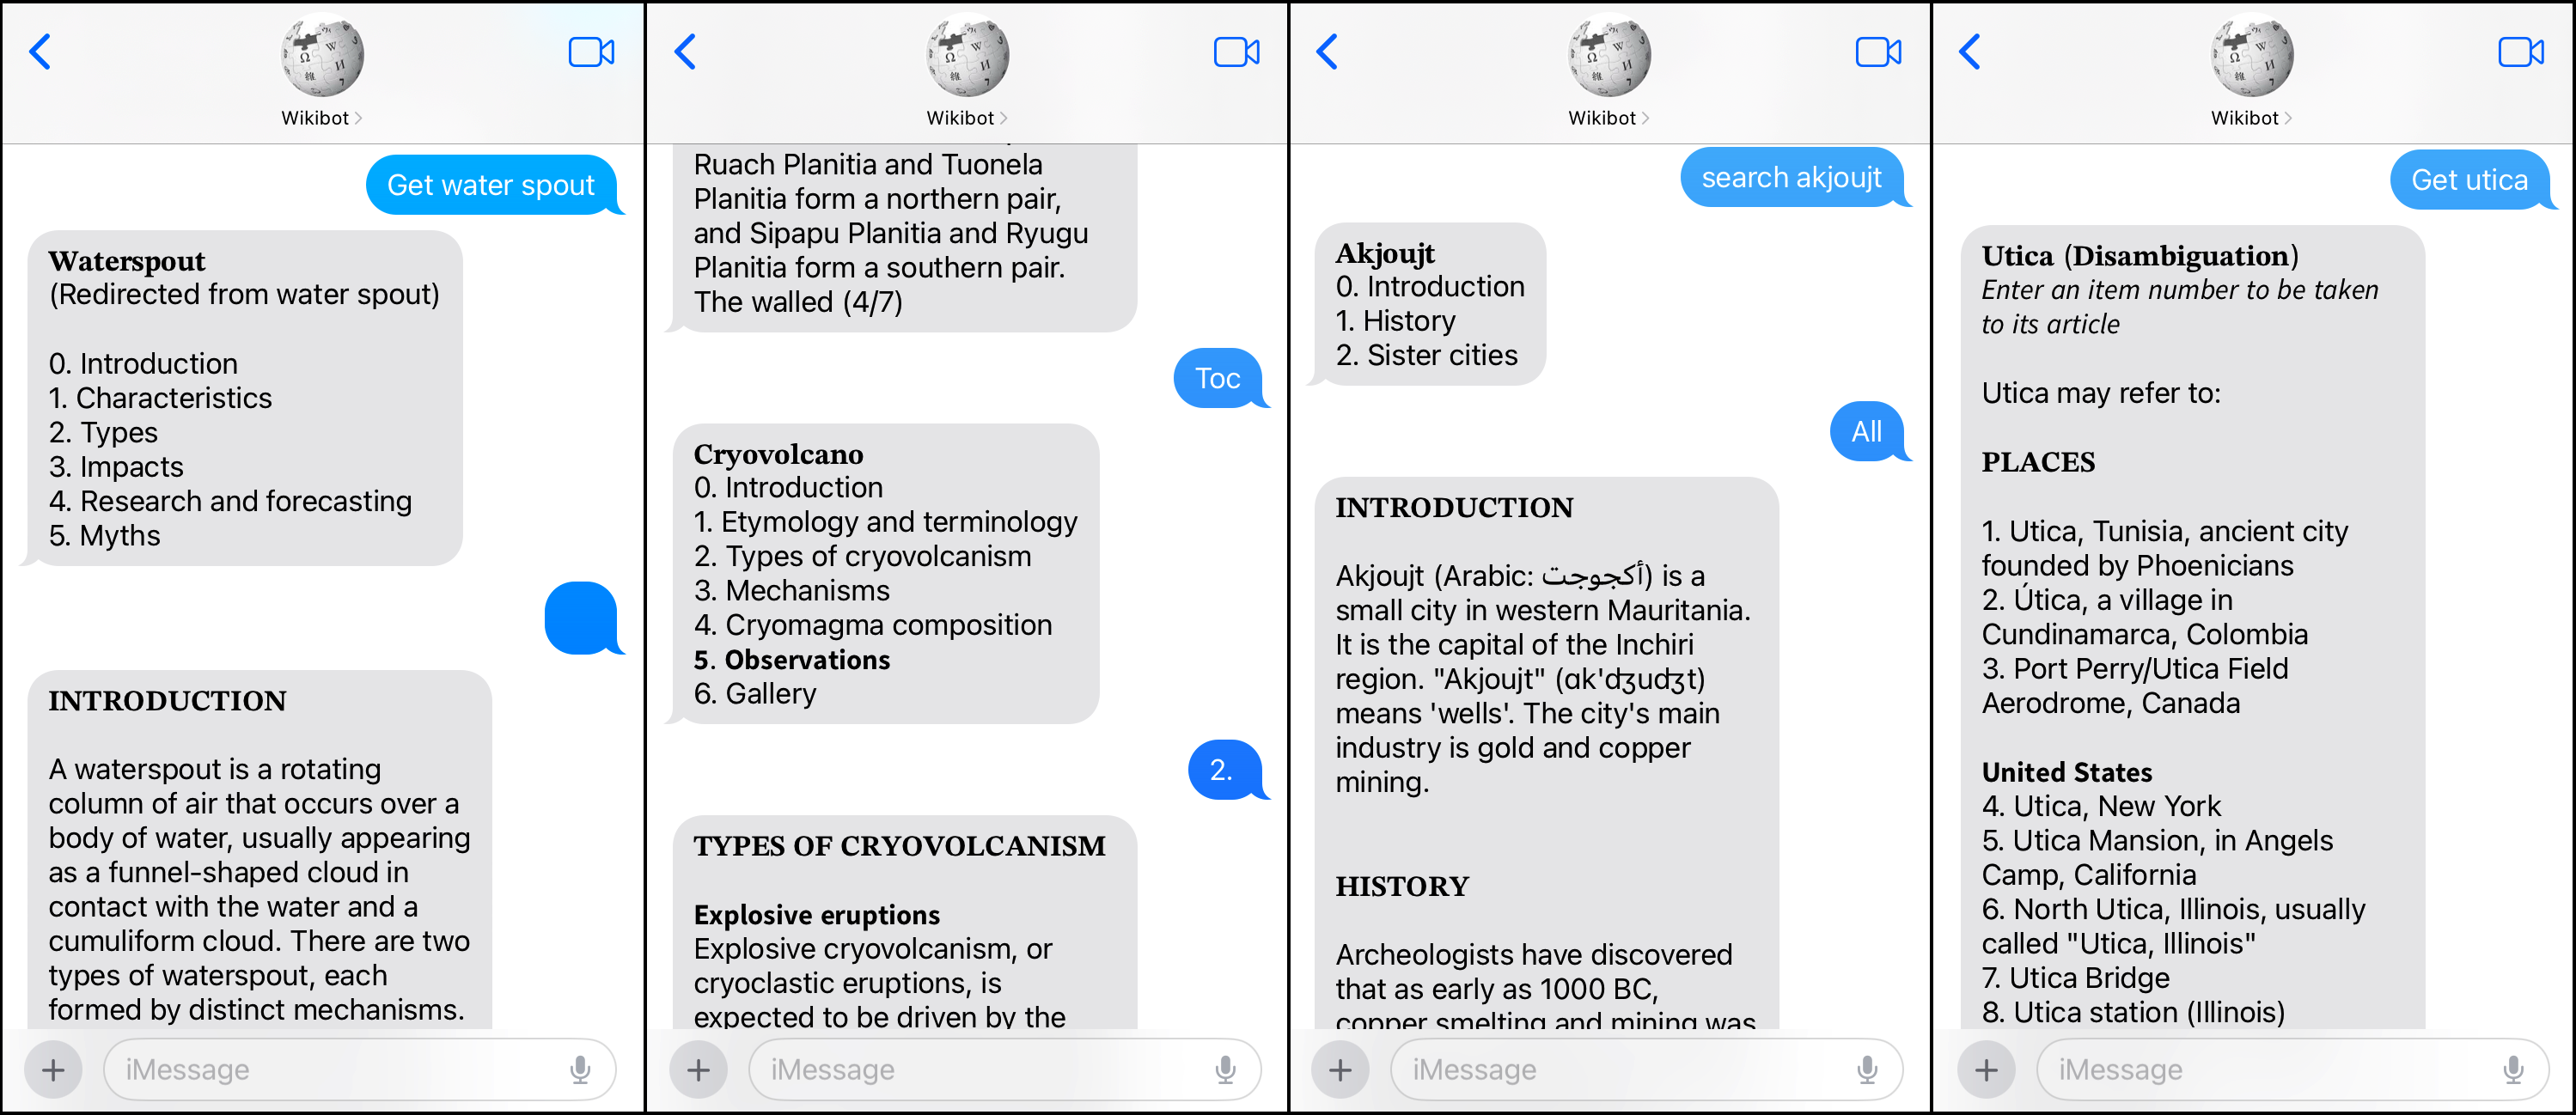 Wikibot
Get water spout
Waterspout
(Redirected from water spout)
0. Introduction
1. Characteristics
2. Types
3. Impacts
4. Research and forecasting
5. Myths
INTRODUCTION
A waterspout is a rotating
column of air that occurs over a
body of water, usually appearing
as a funnel-shaped cloud in
contact with the water and a
cumuliform cloud. There are two
types of waterspout, each
formed by distinct mechanisms.
iMessage
Wikibot
Ruach Planitia and Tuonela
Planitia form a northern pair,
and Sipapu Planitia and Ryugu
Planitia form a southern pair.
The walled (4/7)
Toc
Cryovolcano
0. Introduction
1. Etymology and terminology
2. Types of cryovolcanism
3. Mechanisms
4. Cryomagma composition
5. Observations
6. Gallery
2.
TYPES OF CRYOVOLCANISM
Explosive eruptions
Explosive cryovolcanism, or
cryoclastic eruptions, is
expected to be driven by the
iMessage
Wikibot
search akjoujt
Akjoujt
0. Introduction
1. History
2. Sister cities
All
INTRODUCTION
Akjoujt (Arabic: أكجوجت) is a
small city in western Mauritania.
It is the capital of the Inchiri
region. "Akjoujt" (ɑk'dʒudʒt)
means 'wells'. The city's main
industry is gold and copper
mining.
HISTORY
Archeologists have discovered
that as early as 1000 BC,
copper smelting and mining was
iMessage
Wikibot
Get utica
Utica (Disambiguation)
Enter an item number to be taken
to its article
Utica may refer to:
PLACES
1. Utica, Tunisia, ancient city
founded by Phoenicians
2. Útica, a village in
Cundinamarca, Colombia
3. Port Perry/Utica Field
Aerodrome, Canada
United States
4. Utica, New York
5. Utica Mansion, in Angels
Camp, California
6. North Utica, Illinois, usually
called "Utica, Illinois"
7. Utica Bridge
8. Utica station (Illinois)
iMessage